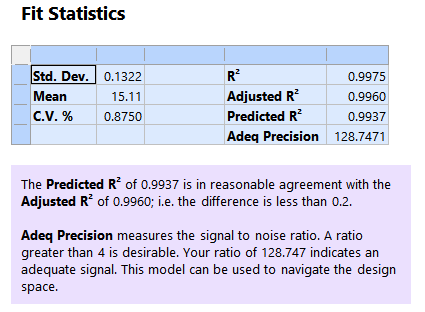 Fit Statistics
Std. Dev. 0.1322 R² 0.9975
Mean 15.11 Adjusted R² 0.9960
C.V. % 0.8750 Predicted R² 0.9937
Adeq Precision 128.7471
The Predicted R² of 0.9937 is in reasonable agreement with the
Adjusted R² of 0.9960; i.e. the difference is less than 0.2.
Adeq Precision measures the signal to noise ratio. A ratio
greater than 4 is desirable. Your ratio of 128.747 indicates an
adequate signal. This model can be used to navigate the design
space.